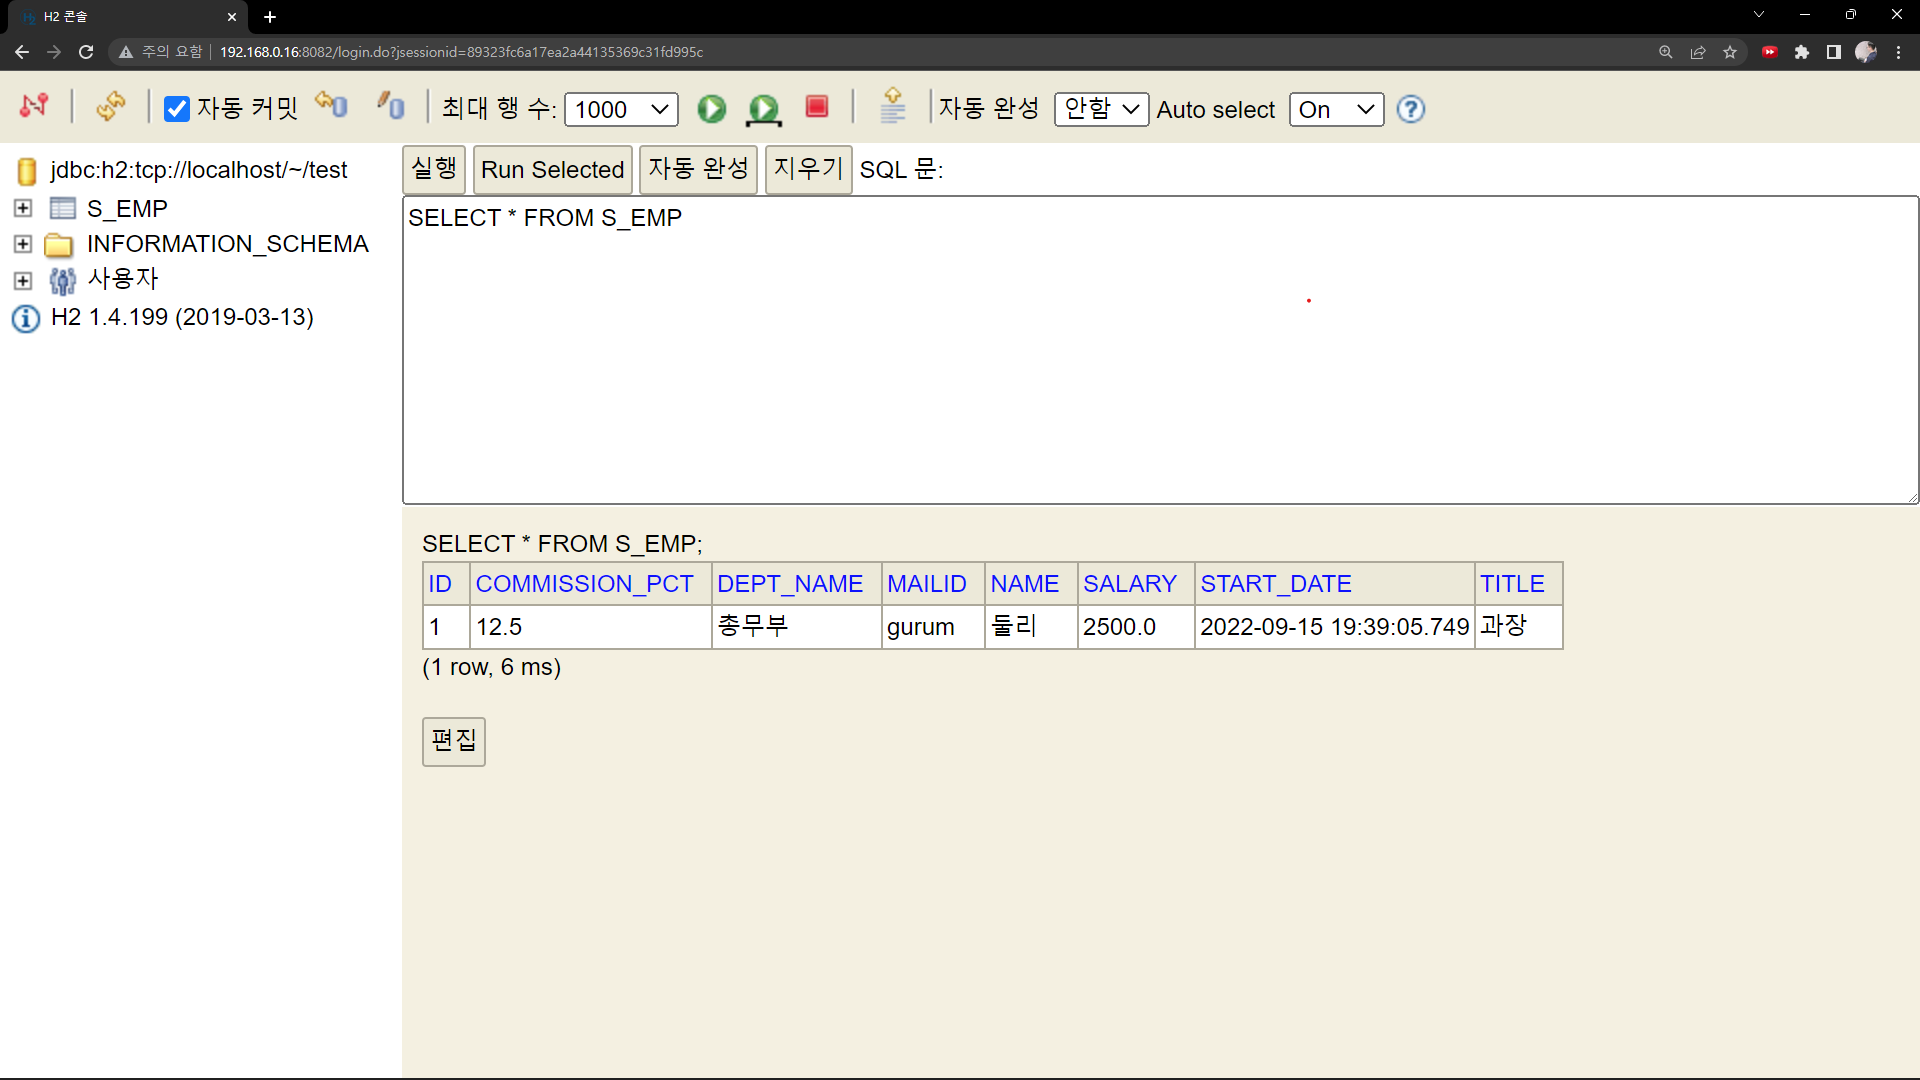 H2 콘솔
주의 요함 192.168.0.16:8082/login.do?jsessionid=89323fc6a17ea2a44135369c31fd995c
자동 커밋 최대 행 수: 1000 자동 완성 안함 Auto select On
jdbc:h2:tcp://localhost/~/test
S_EMP
INFORMATION_SCHEMA
사용자
H2 1.4.199 (2019-03-13)
실행 Run Selected 자동 완성 지우기 SQL 문:
SELECT * FROM S_EMP
SELECT * FROM S_EMP;
ID COMMISSION_PCT DEPT_NAME MAILID NAME SALARY START_DATE TITLE
1 12.5 총무부 gurum 둘리 2500.0 2022-09-15 19:39:05.749 과장
(1 row, 6 ms)
편집